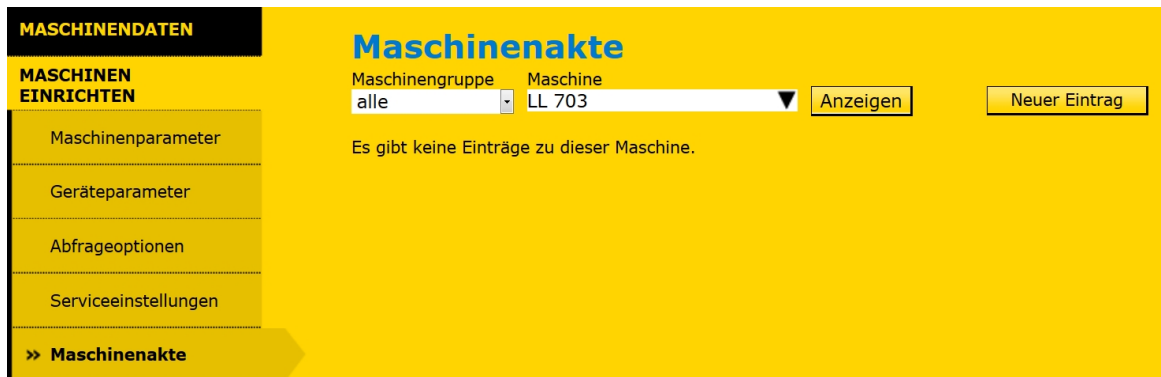 MASCHINENDATEN
MASCHINEN
EINRICHTEN
Maschinenparameter
Geräteparameter
Abfrageoptionen
Serviceeinstellungen
» Maschinenakte
Maschinenakte
Maschinengruppe Maschine
alle LL 703 Anzeigen Neuer Eintrag
Es gibt keine Einträge zu dieser Maschine.